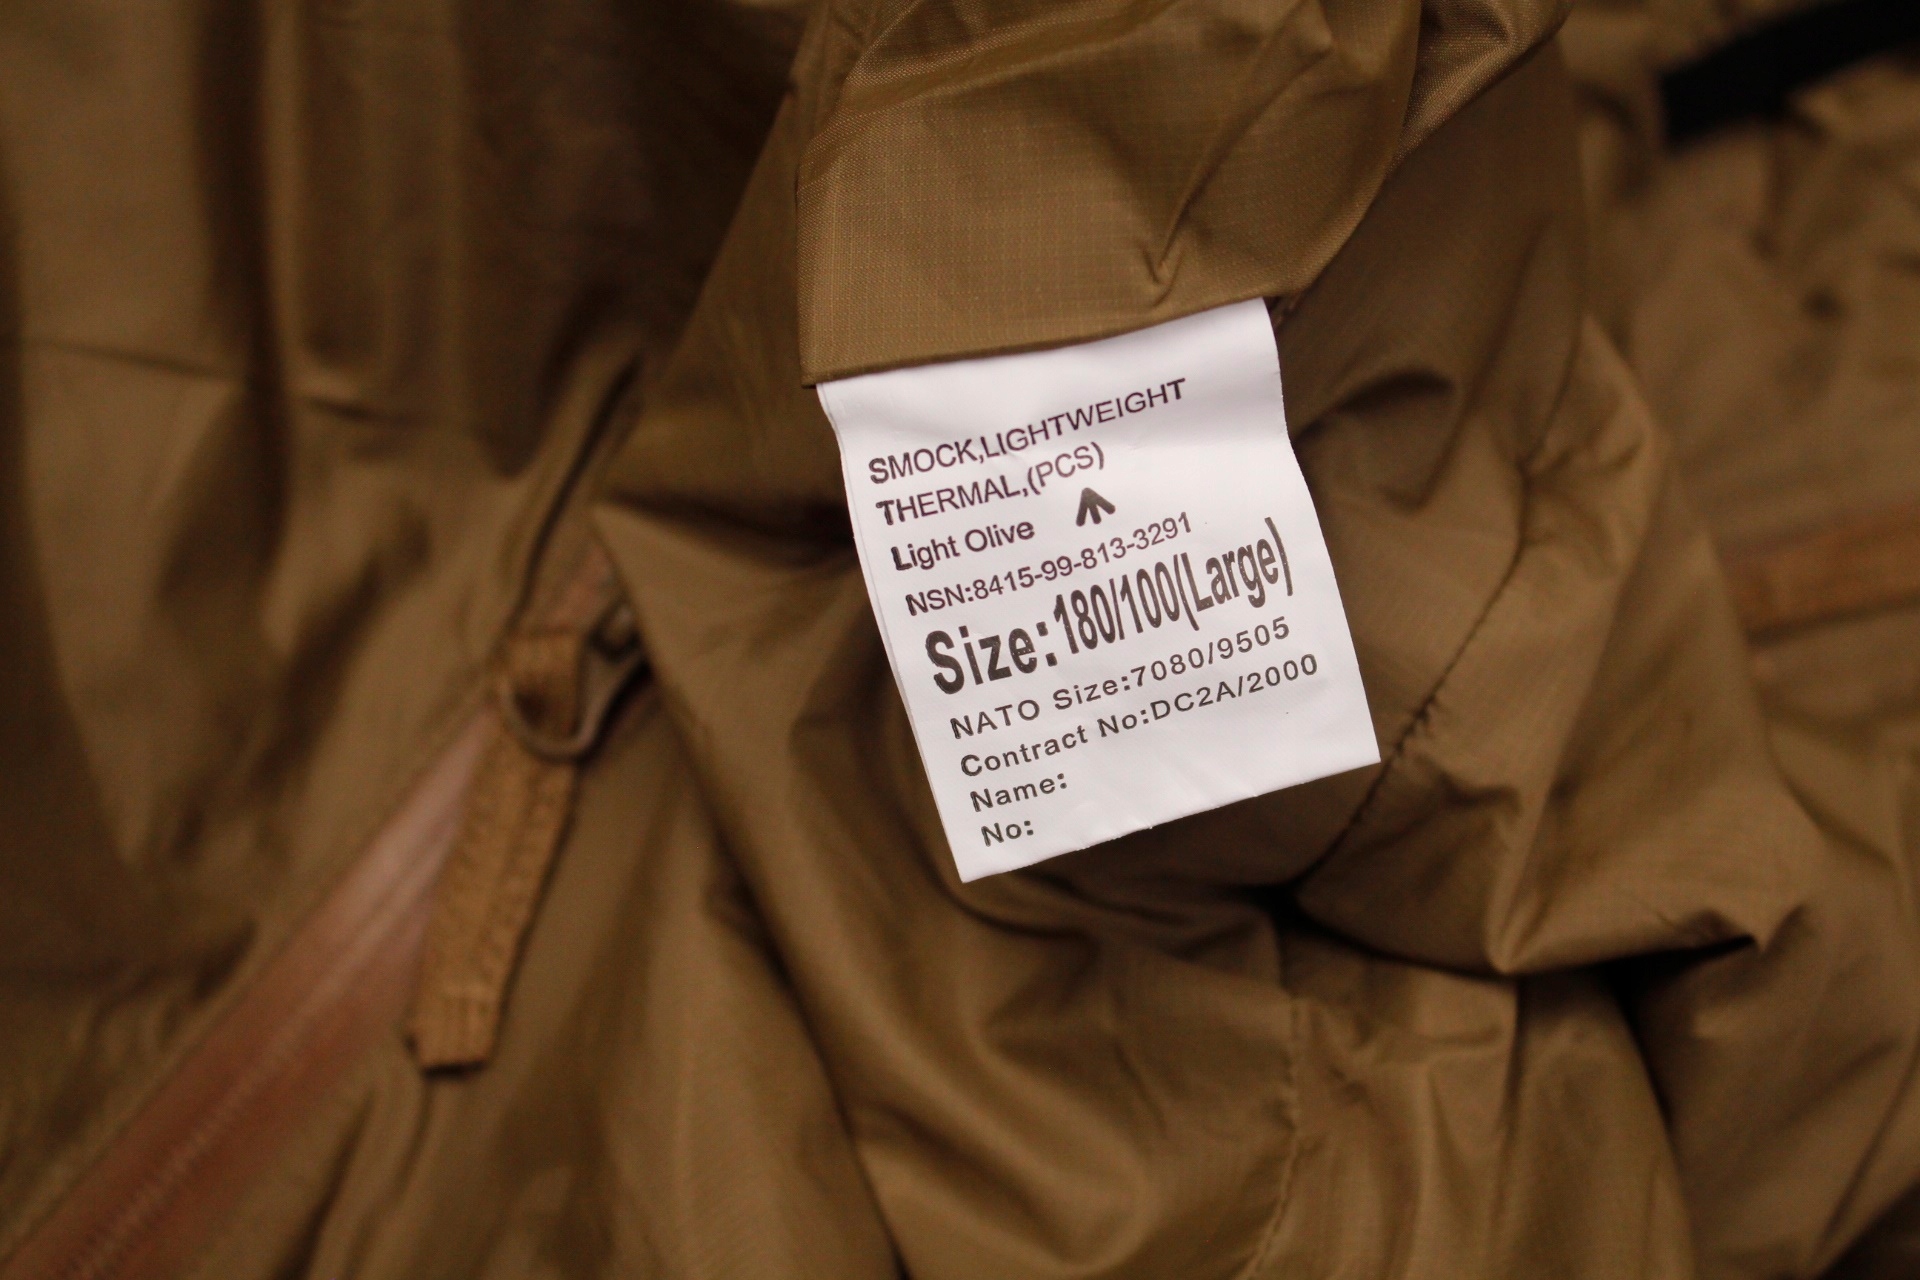 SMOCK,LIGHTWEIGHT
THERMAL,(PCS)
Light Olive
NSN:8415-99-813-3291
Size:180/100(Large)
NATO Size:7080/9505
Contract No:DC2A/2000
Name:
No: